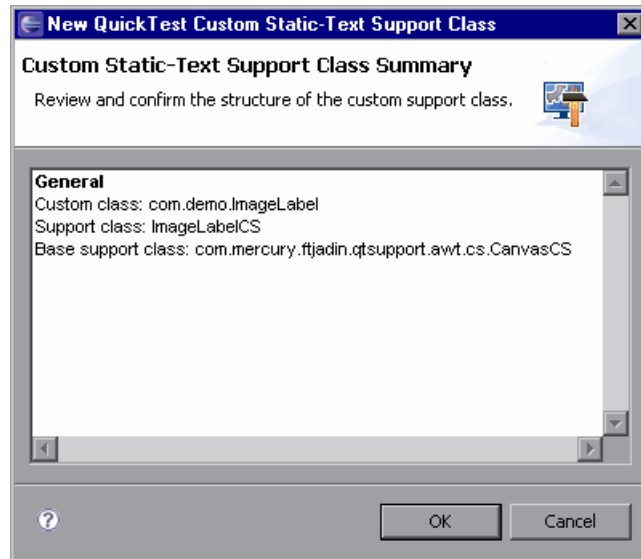 New QuickTest Custom Static-Text Support Class
Custom Static-Text Support Class Summary
Review and confirm the structure of the custom support class.
General
Custom class: com.demo.ImageLabel
Support class: ImageLabelCS
Base support class: com.mercury.ftjadin.qtsupport.awt.cs.CanvasCS
?
OK
Cancel